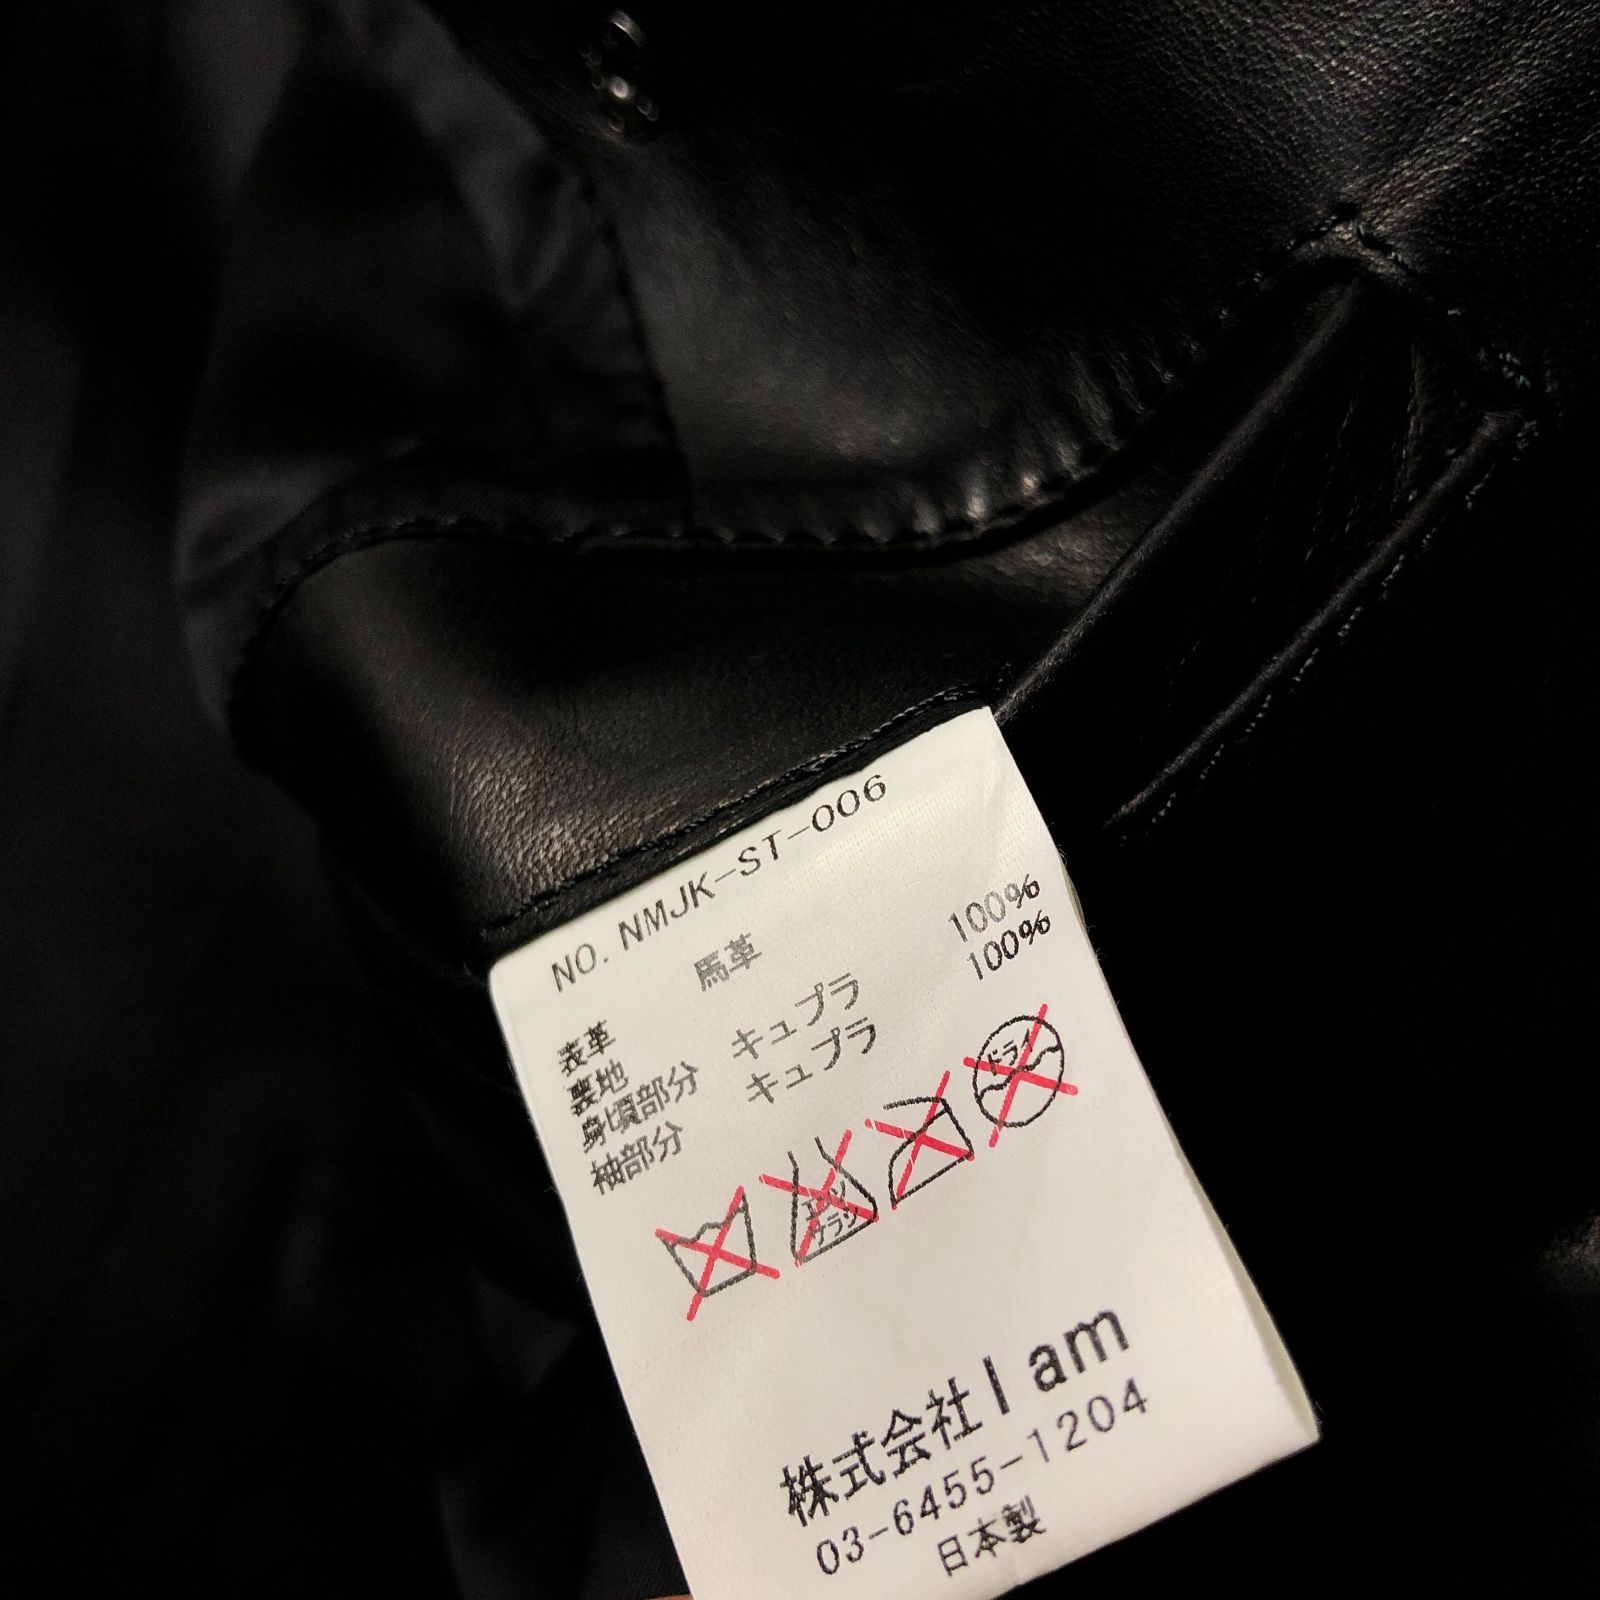 NO. NMJK-ST-006
表革 馬革
裏地
身頃部分 キュプラ 100%
袖部分 キュプラ 100%
エンソ
サラシ
ドライ
株式会社I am
03-6455-1204
日本製